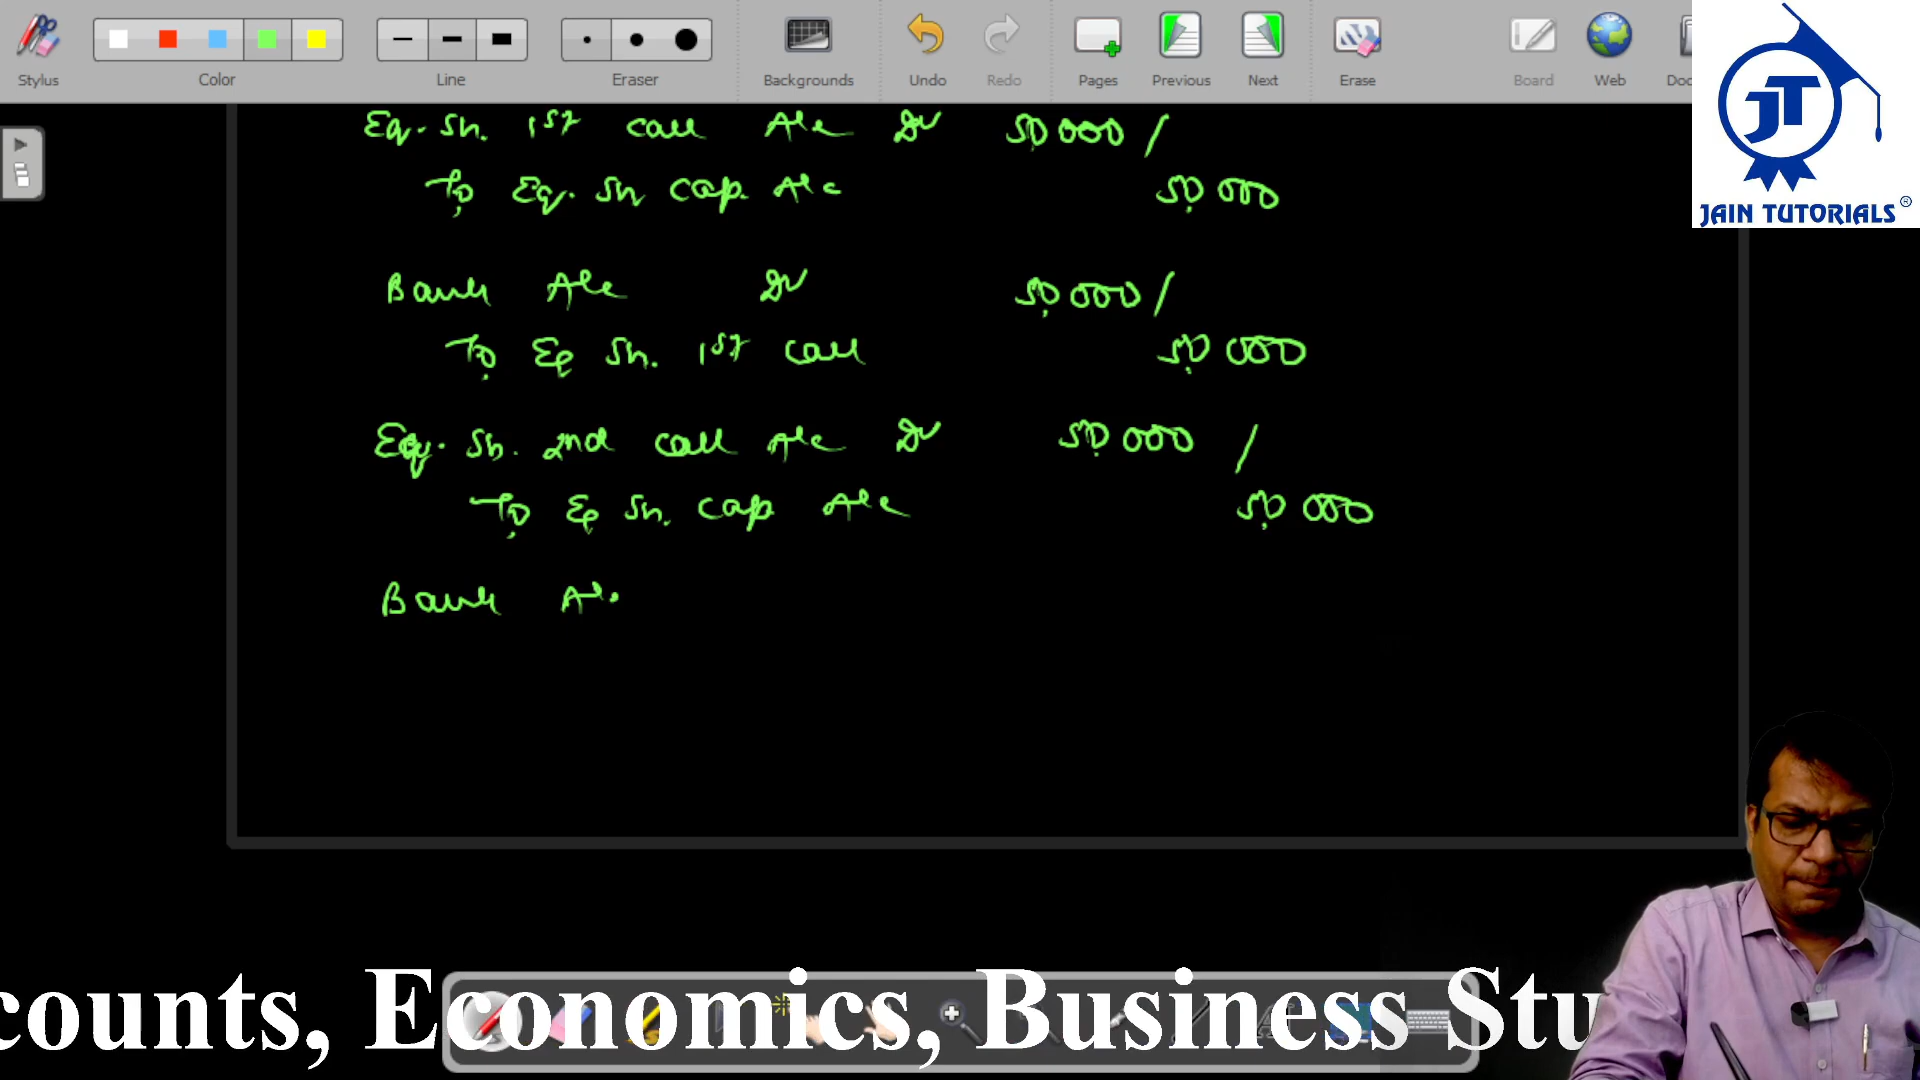 Stylus Color Line Eraser Backgrounds Undo Redo Pages Previous Next Erase Board Web Doc
JT
JAIN TUTORIALS®
Eq. Sh. 1st call A/c Dr 50,000 /
To Eq. Sh cap. A/c 50,000
Bank A/c Dr 50,000 /
To Eq Sh. 1st call 50,000
Eq. Sh. 2nd call A/c Dr 50,000 /
To Eq Sh. cap A/c 50,000
Bank A/c
counts, Economics, Business Stu